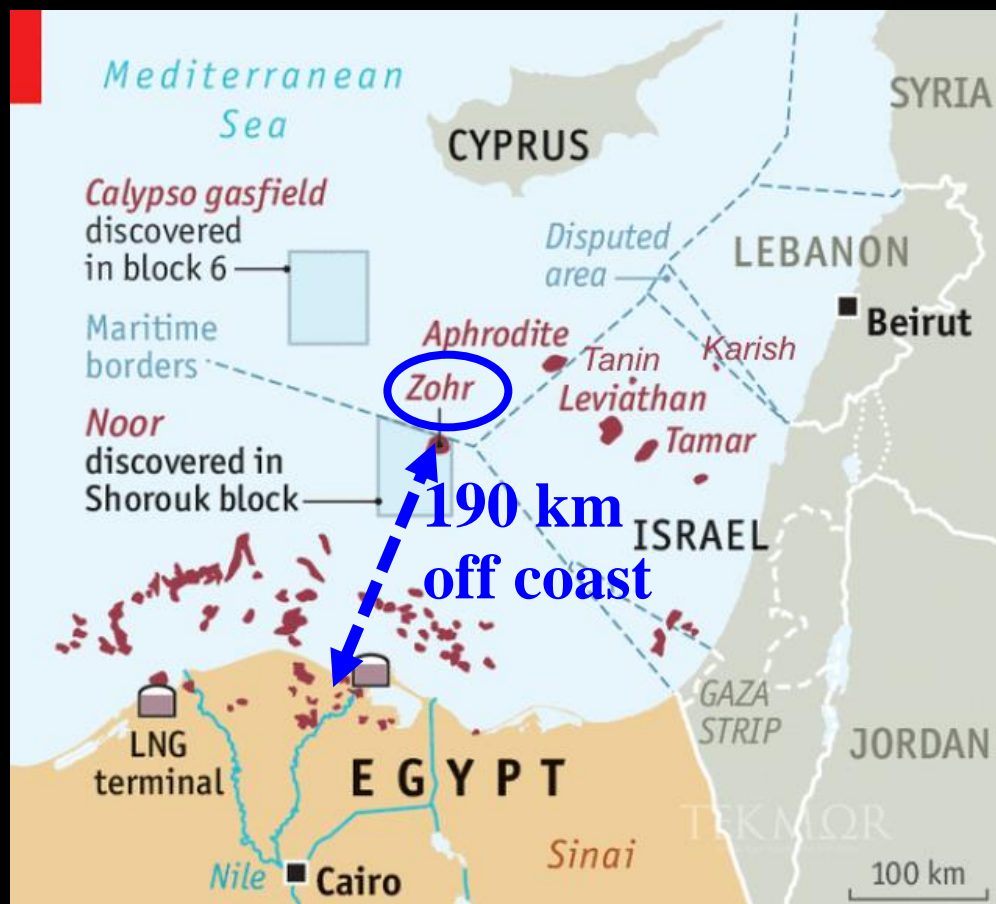 Mediterranean
Sea
SYRIA
CYPRUS
Calypso gasfield
discovered
in block 6
Disputed
area
LEBANON
Beirut
Maritime
borders
Aphrodite
Tanin
Karish
Zohr
Leviathan
Noor
discovered in
Shorouk block
Tamar
190 km
off coast
ISRAEL
GAZA
STRIP
JORDAN
LNG
terminal
EGYPT
TEKMΩR
Sinai
Nile
Cairo
100 km